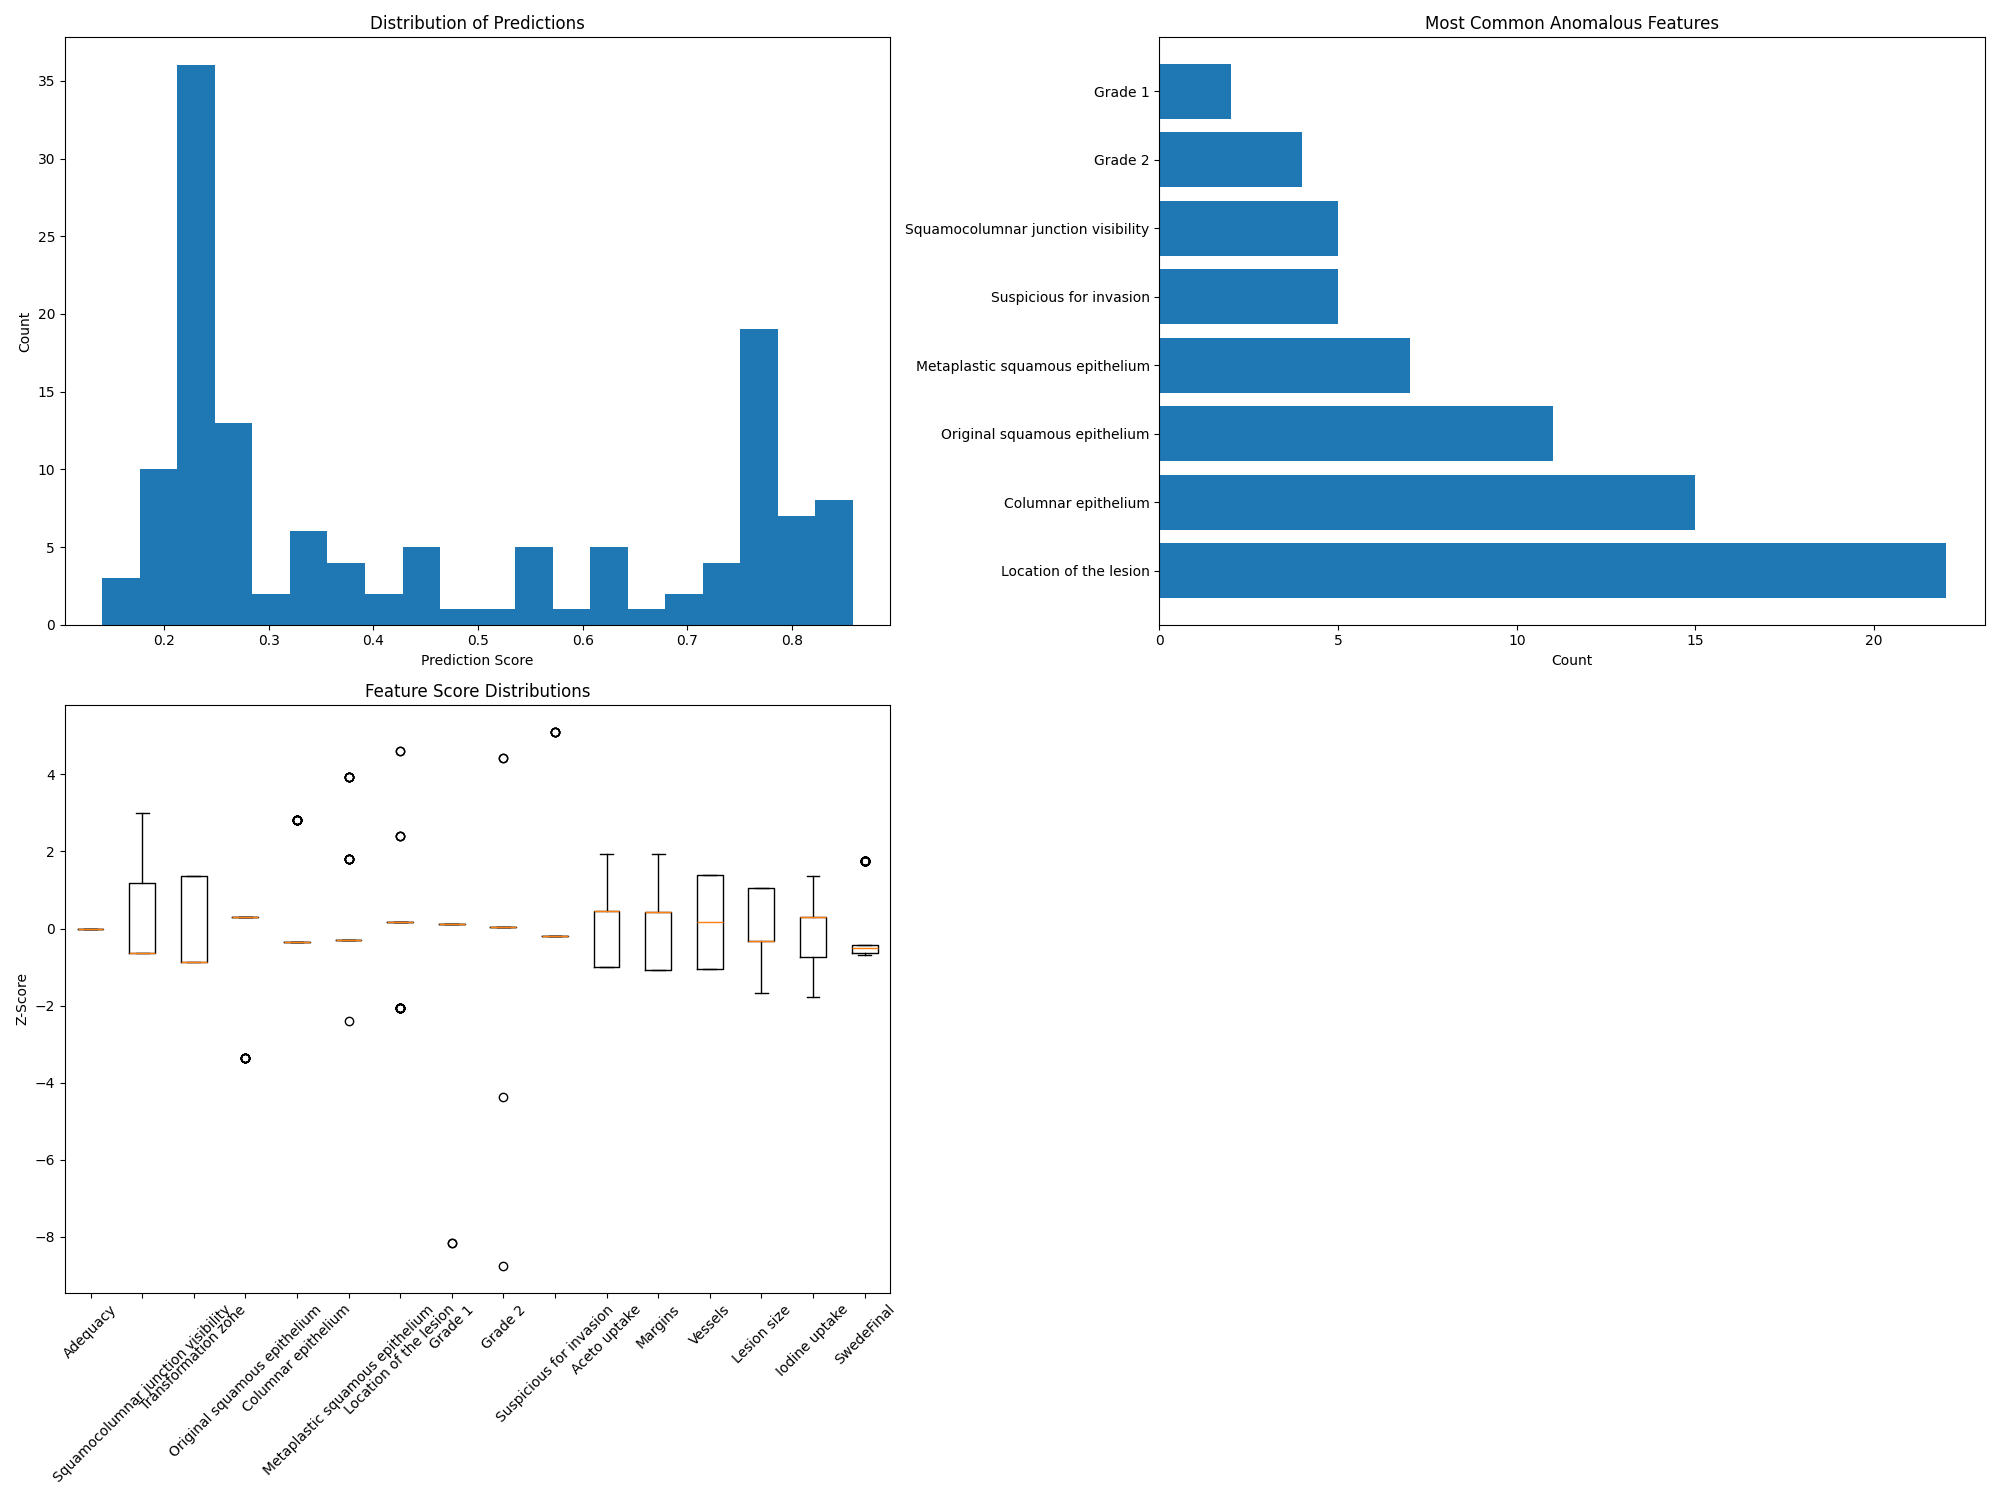 Distribution of Predictions
Count
35
30
25
20
15
10
5
0
0.2 0.3 0.4 0.5 0.6 0.7 0.8
Prediction Score
Most Common Anomalous Features
Grade 1
Grade 2
Squamocolumnar junction visibility
Suspicious for invasion
Metaplastic squamous epithelium
Original squamous epithelium
Columnar epithelium
Location of the lesion
0 5 10 15 20
Count
Feature Score Distributions
Z-Score
4
2
0
−2
−4
−6
−8
Adequacy
Squamocolumnar junction visibility
Transformation zone
Original squamous epithelium
Columnar epithelium
Metaplastic squamous epithelium
Location of the lesion
Grade 1
Grade 2
Suspicious for invasion
Aceto uptake
Margins
Vessels
Lesion size
Iodine uptake
SwedeFinal